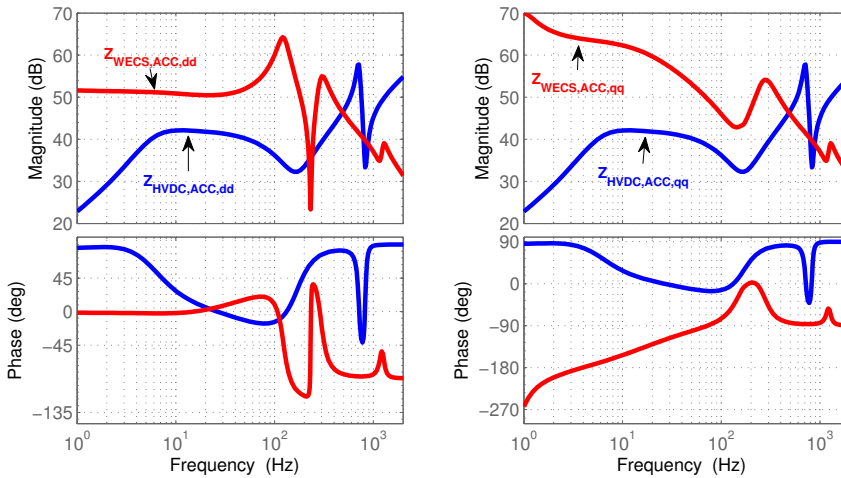 70
60
50
40
30
20
Magnitude (dB)
Z_WECS,ACC,dd
Z_HVDC,ACC,dd
45
0
−45
−135
Phase (deg)
10^0
10^1
10^2
10^3
Frequency (Hz)
70
60
50
40
30
20
Magnitude (dB)
Z_WECS,ACC,qq
Z_HVDC,ACC,qq
90
0
−90
−180
−270
Phase (deg)
10^0
10^1
10^2
10^3
Frequency (Hz)